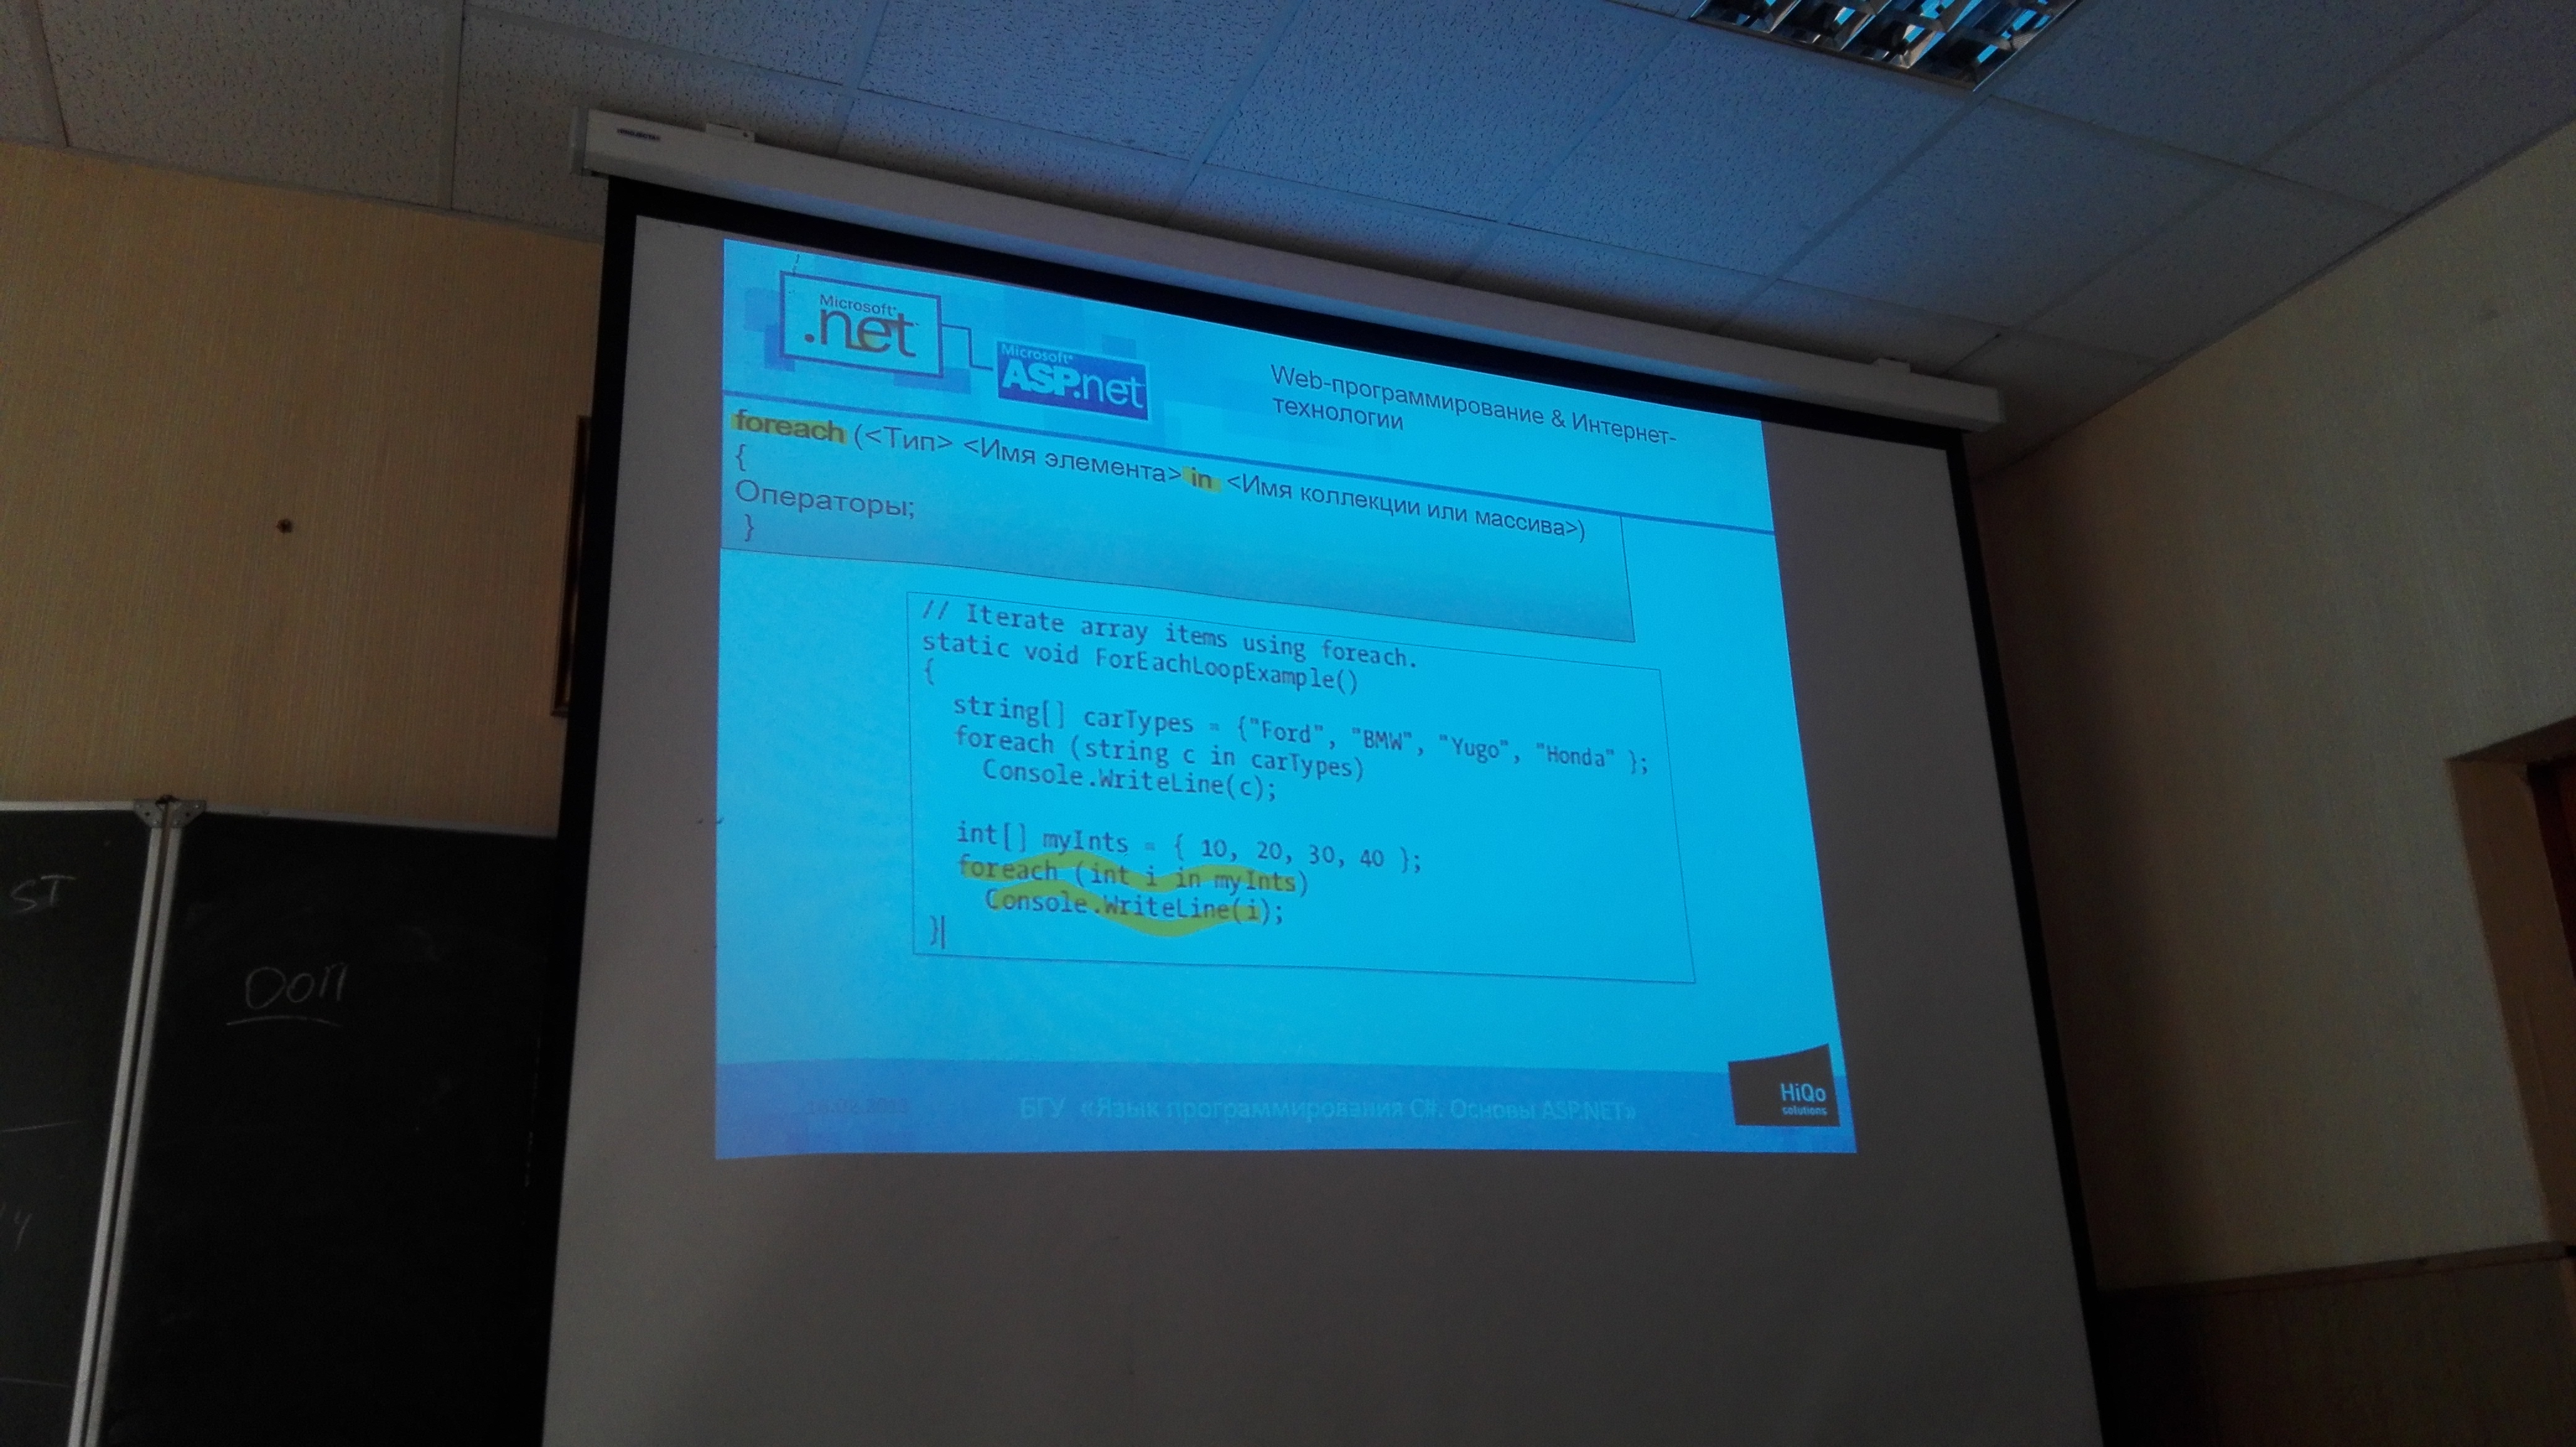 Microsoft
.net
Microsoft
ASP.net
Web-программирование & Интернет-
технологии
foreach (<Тип> <Имя элемента> in <Имя коллекции или массива>)
{
Операторы;
}
// Iterate array items using foreach.
static void ForEachLoopExample()
{
string[] carTypes = {"Ford", "BMW", "Yugo", "Honda" };
foreach (string c in carTypes)
Console.WriteLine(c);
int[] myInts = { 10, 20, 30, 40 };
foreach (int i in myInts)
Console.WriteLine(i);
}
БГУ «Язык программирования C#. Основы ASP.NET»
HiQo
solutions
ST
ООП